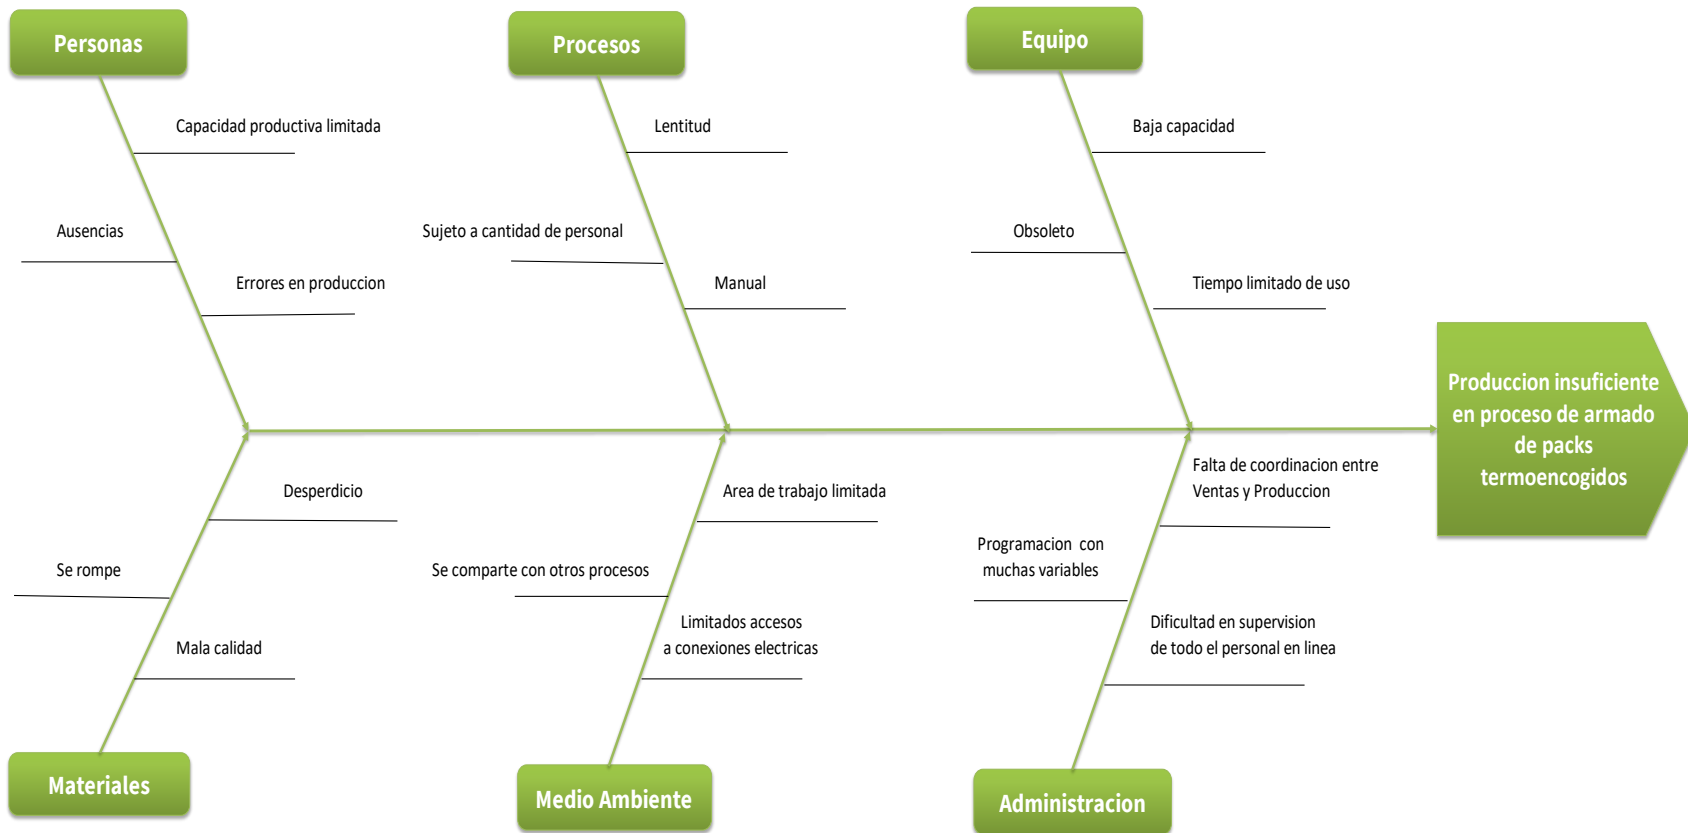 Personas
Procesos
Equipo
Capacidad productiva limitada
Lentitud
Baja capacidad
Ausencias
Sujeto a cantidad de personal
Obsoleto
Errores en produccion
Manual
Tiempo limitado de uso
Produccion insuficiente
en proceso de armado
de packs
termoencogidos
Desperdicio
Area de trabajo limitada
Falta de coordinacion entre
Ventas y Produccion
Se rompe
Se comparte con otros procesos
Programacion con
muchas variables
Mala calidad
Limitados accesos
a conexiones electricas
Dificultad en supervision
de todo el personal en linea
Materiales
Medio Ambiente
Administracion